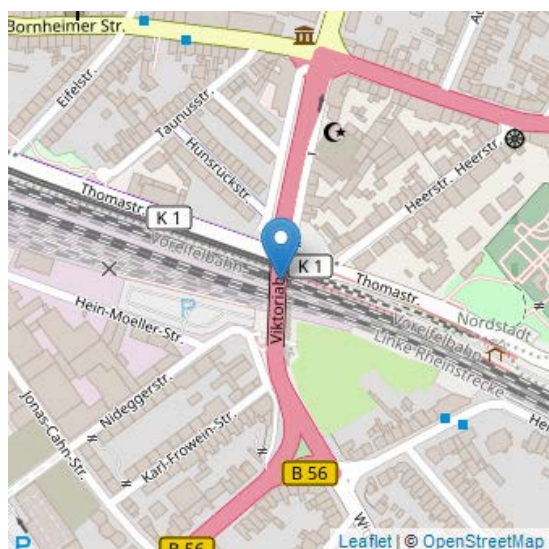 Bornheimer Str.
Eifelstr.
Taunusstr.
Hunsrückstr.
Heerstr.
Heerstr.
Thomastr.
K 1
Voreifelbahn
K 1
Thomastr.
Nordstadt
Hein-Moeller-Str.
P
Viktoriab
Voreifelbahn
Linke Rheinstrecke
Nideggerstr.
Jonas-Cahn-Str.
Karl-Frowein-Str.
B 56
P
B 56
Leaflet | © OpenStreetMap